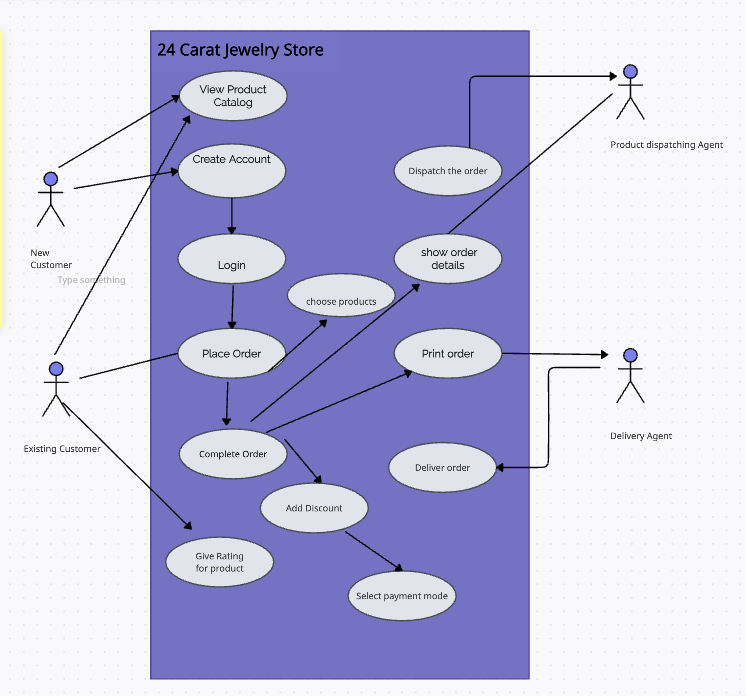 24 Carat Jewelry Store
View Product
Catalog
Create Account
Dispatch the order
Product dispatching Agent
New
Customer
Type something
Login
show order
details
choose products
Place Order
Print order
Existing Customer
Delivery Agent
Complete Order
Deliver order
Add Discount
Give Rating
for product
Select payment mode